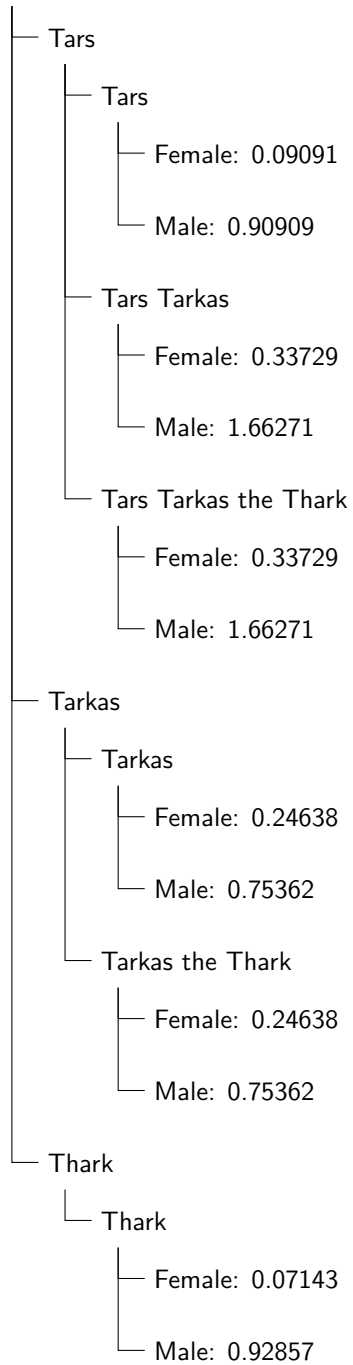 Tars
Tars
Female: 0.09091
Male: 0.90909
Tars Tarkas
Female: 0.33729
Male: 1.66271
Tars Tarkas the Thark
Female: 0.33729
Male: 1.66271
Tarkas
Tarkas
Female: 0.24638
Male: 0.75362
Tarkas the Thark
Female: 0.24638
Male: 0.75362
Thark
Thark
Female: 0.07143
Male: 0.92857